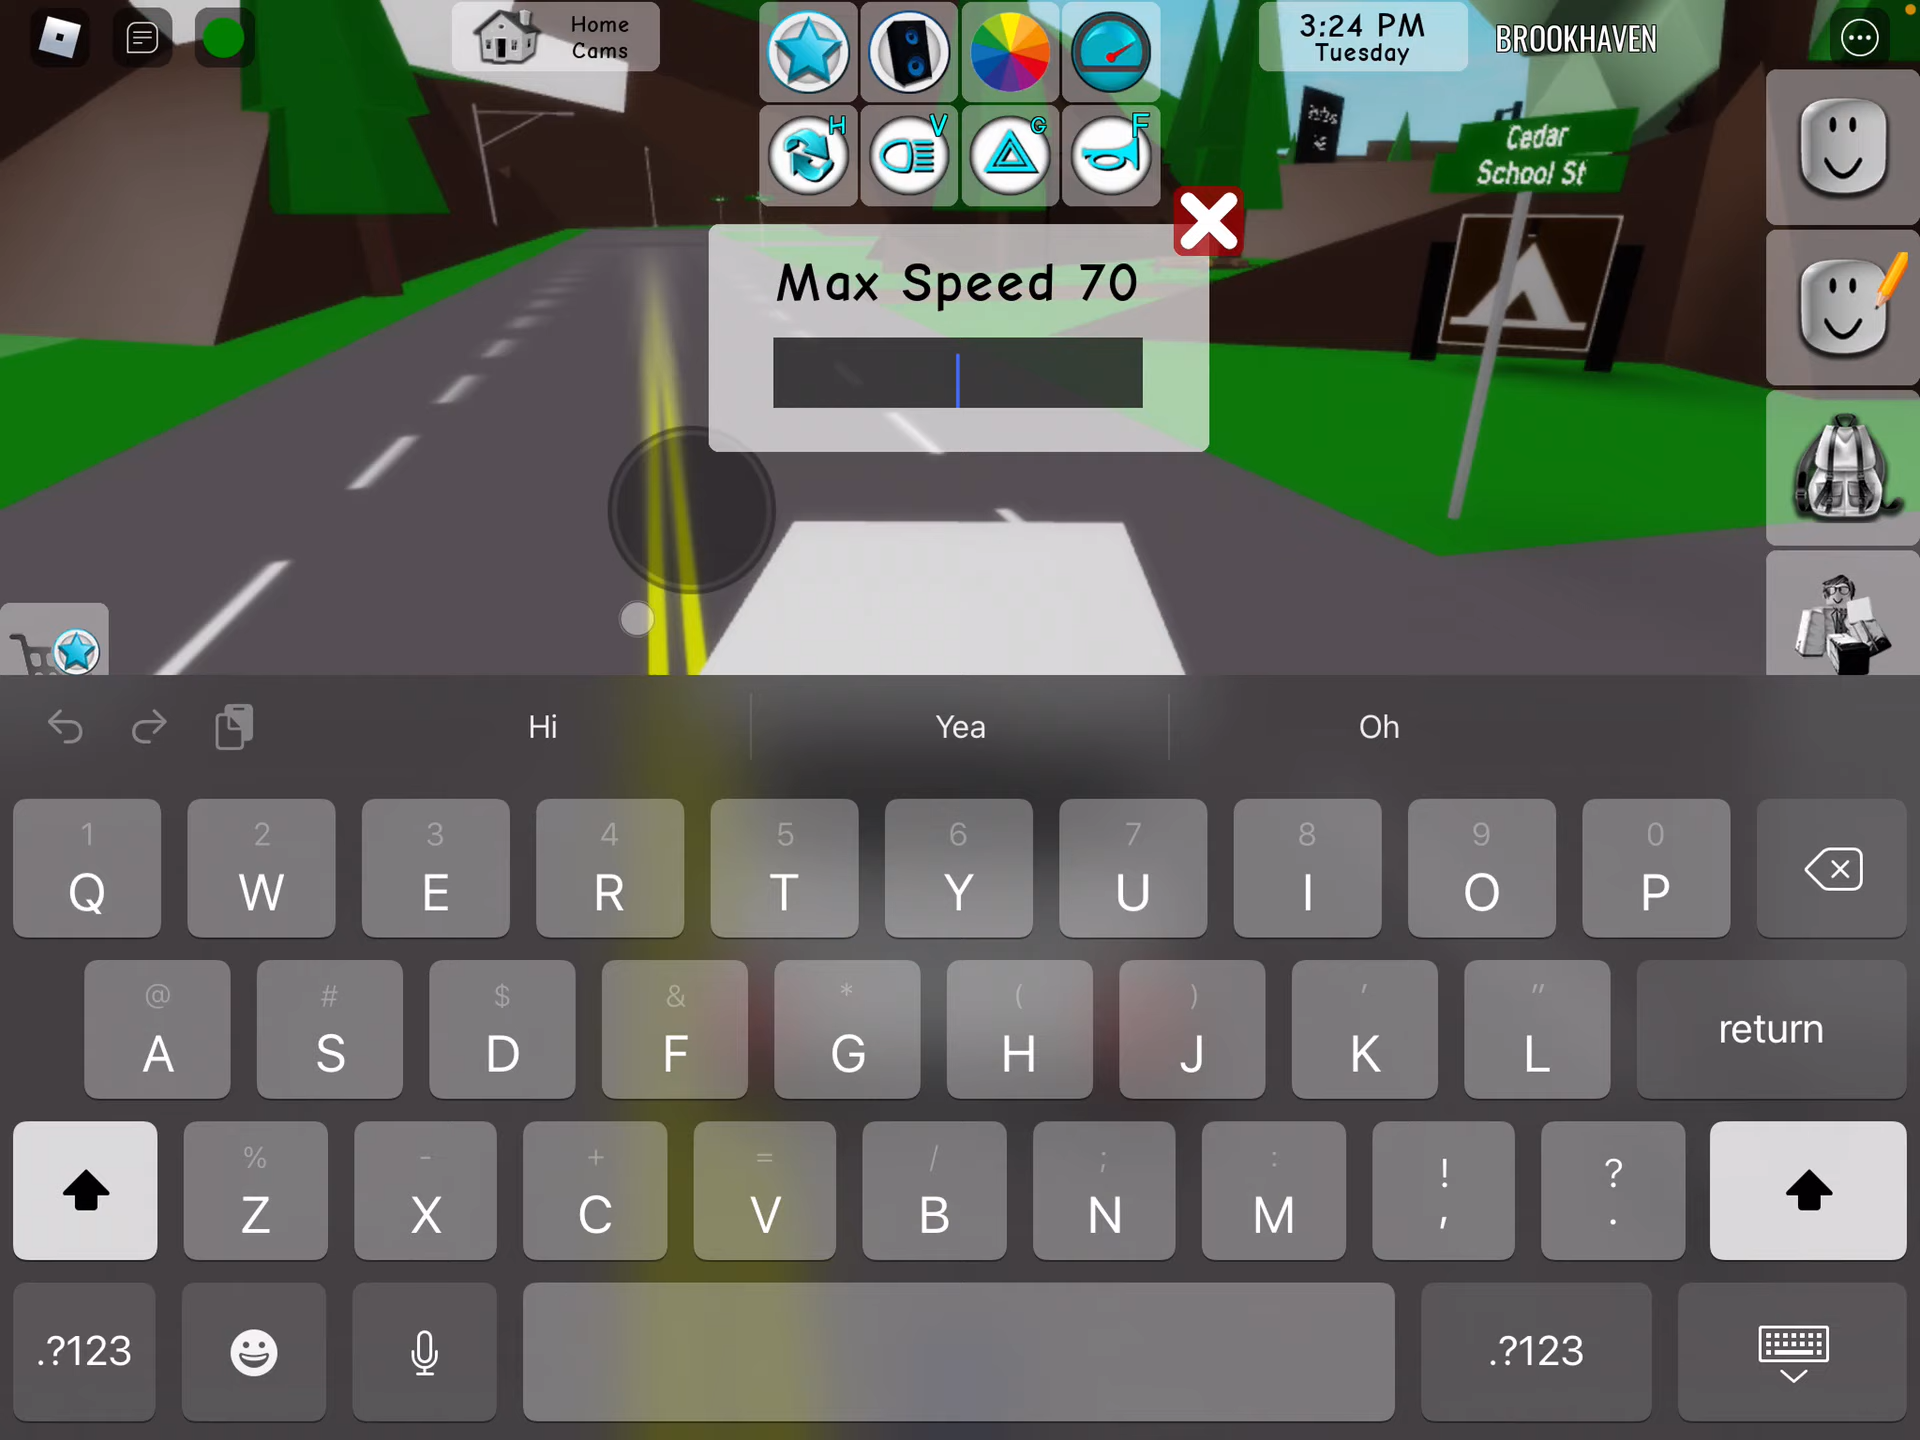 Home
Cams
3:24 PM
Tuesday
BROOKHAVEN
H
V
G
F
Cedar
School St
Max Speed 70
Hi
Yea
Oh
1 2 3 4 5 6 7 8 9 0
Q W E R T Y U I O P
@ # $ & * ( ) ' "
A S D F G H J K L
return
% - + = / ; : ! ?
Z X C V B N M , .
.?123
.?123